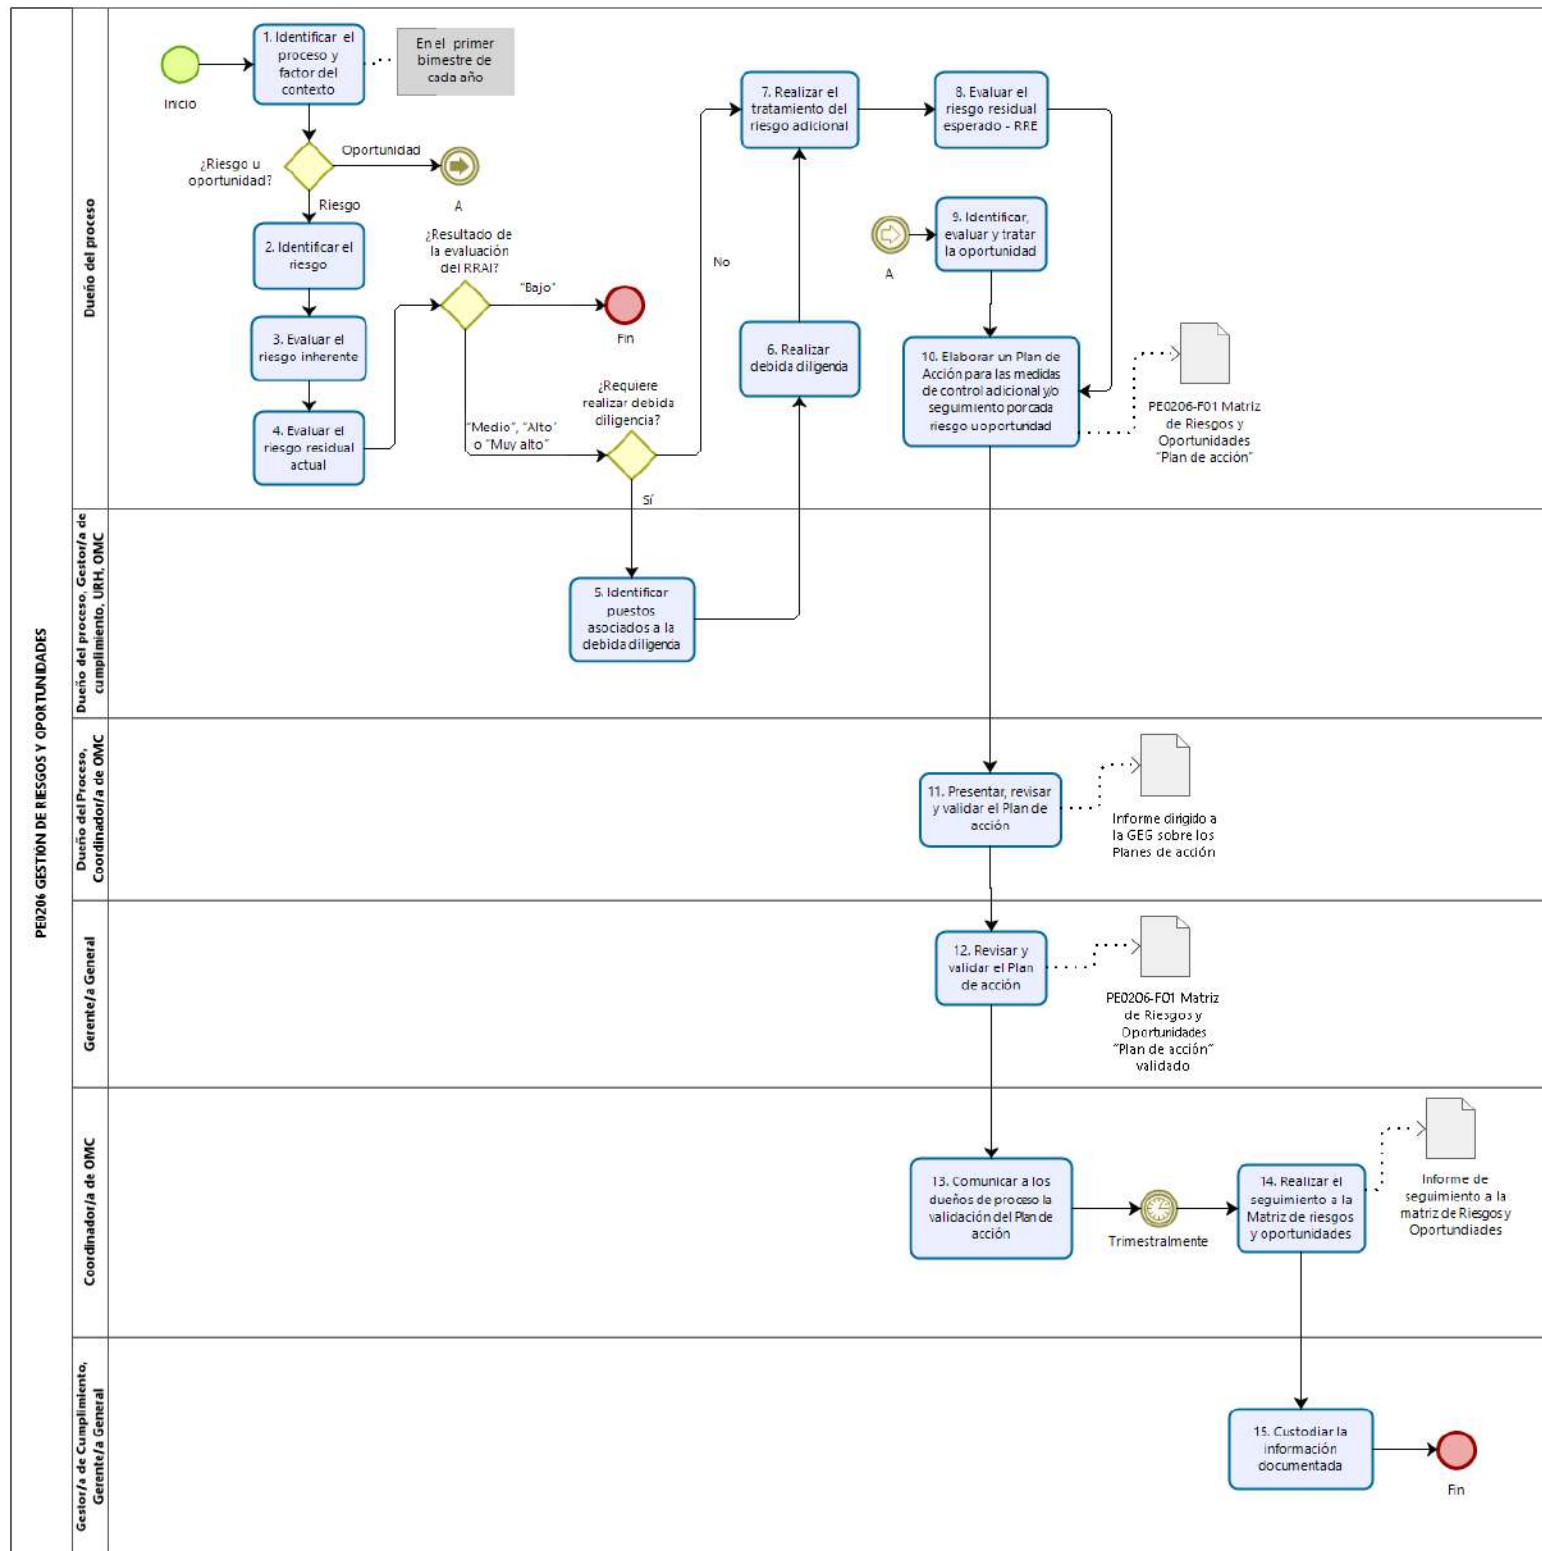 PE0206 GESTIÓN DE RIESGOS Y OPORTUNIDADES
Dueño del proceso
1. Identificar el
proceso y
factor del
contexto
En el primer
bimestre de
cada año
Inicio
¿Riesgo u
oportunidad?
Oportunidad
A
Riesgo
2. Identificar el
riesgo
3. Evaluar el
riesgo inherente
4. Evaluar el
riesgo residual
actual
¿Resultado de
la evaluación
del RRA?
"Bajo"
Fin
"Medio", "Alto"
o "Muy alto"
¿Requiere
realizar debida
diligencia?
No
Sí
6. Realizar
debida diligencia
7. Realizar el
tratamiento del
riesgo adicional
8. Evaluar el
riesgo residual
esperado - RRE
A
9. Identificar,
evaluar y tratar
la oportunidad
10. Elaborar un Plan de
Acción para las medidas
de control adicional y/o
seguimiento por cada
riesgo u oportunidad
PE0206-F01 Matriz
de Riesgos y
Oportunidades
"Plan de acción"
Dueño del proceso, Gestor/a de
cumplimiento, URH, OMC
5. Identificar
puestos
asociados a la
debida diligencia
Dueño del Proceso,
Coordinador/a de OMC
11. Presentar, revisar
y validar el Plan de
acción
Informe dirigido a
la GEG sobre los
Planes de acción
Gerente/a General
12. Revisar y
validar el Plan
de acción
PE0206-F01 Matriz
de Riesgos y
Oportunidades
"Plan de acción"
validado
Coordinador/a de OMC
13. Comunicar a los
dueños de proceso la
validación del Plan de
acción
Trimestralmente
14. Realizar el
seguimiento a la
Matriz de riesgos
y oportunidades
Informe de
seguimiento a la
matriz de Riesgos y
Oportundiades
Gestor/a de Cumplimiento,
Gerente/a General
15. Custodiar la
información
documentada
Fin